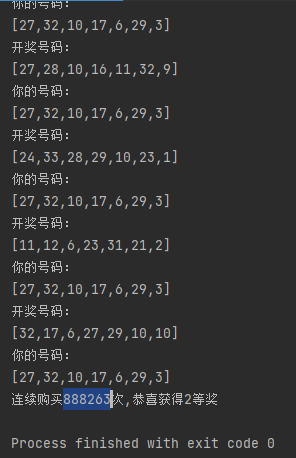 你的号码:
[27,32,10,17,6,29,3]
开奖号码:
[27,28,10,16,11,32,9]
你的号码:
[27,32,10,17,6,29,3]
开奖号码:
[24,33,28,29,10,23,1]
你的号码:
[27,32,10,17,6,29,3]
开奖号码:
[11,12,6,23,31,21,2]
你的号码:
[27,32,10,17,6,29,3]
开奖号码:
[32,17,6,27,29,10,10]
你的号码:
[27,32,10,17,6,29,3]
连续购买888263次,恭喜获得2等奖
Process finished with exit code 0